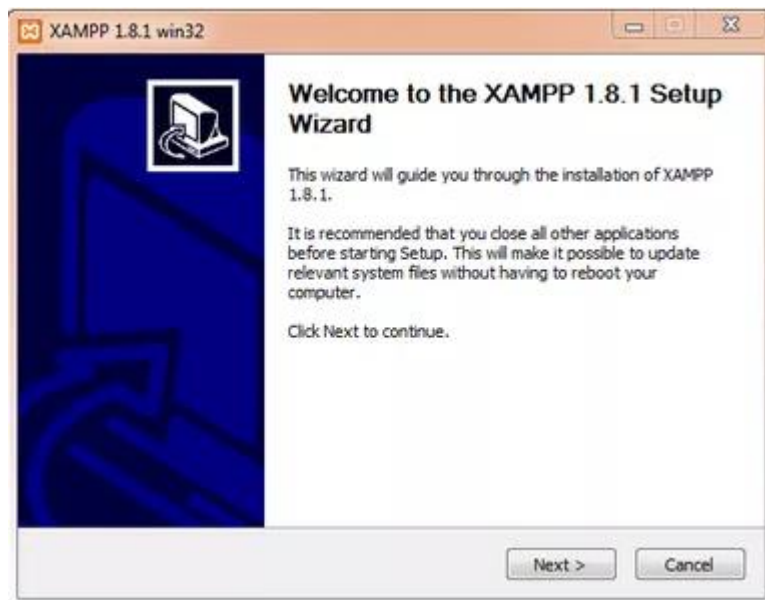 XAMPP 1.8.1 win32
Welcome to the XAMPP 1.8.1 Setup
Wizard
This wizard will guide you through the installation of XAMPP
1.8.1.
It is recommended that you close all other applications
before starting Setup. This will make it possible to update
relevant system files without having to reboot your
computer.
Click Next to continue.
Next >
Cancel